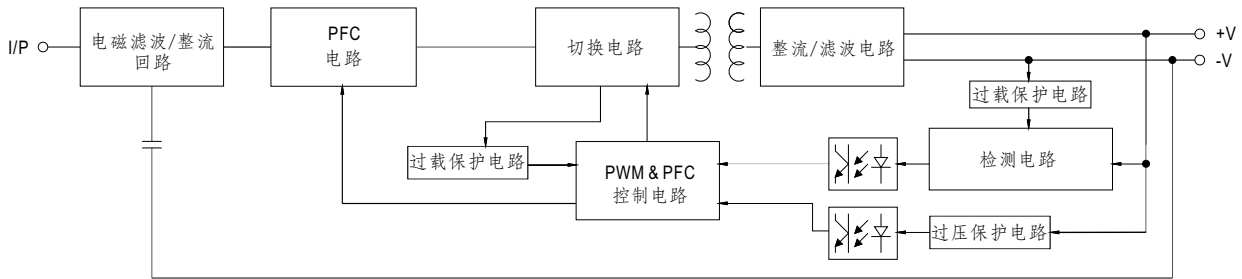 I/P
电磁滤波/整流
回路
PFC
电路
切换电路
整流/滤波电路
+V
-V
过载保护电路
过载保护电路
PWM & PFC
控制电路
检测电路
过压保护电路